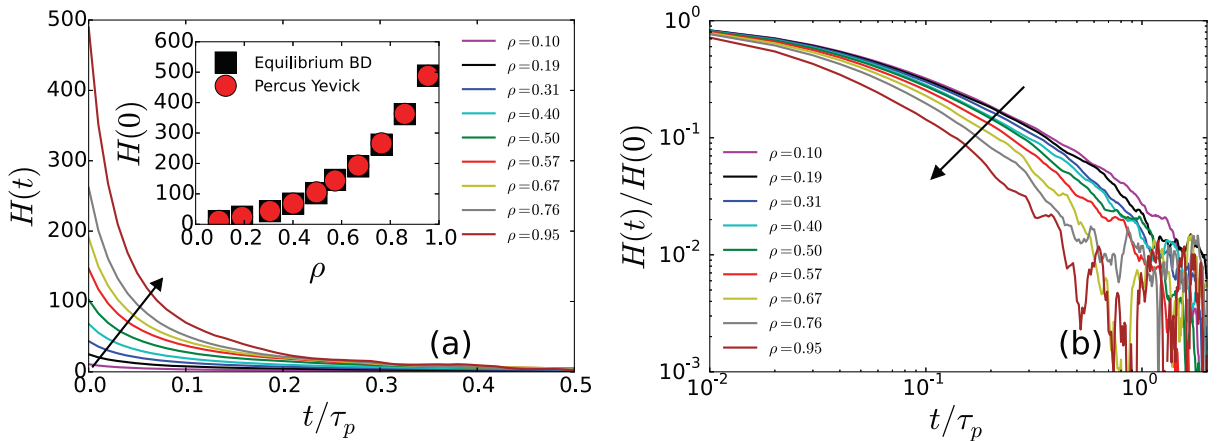 500
400
300
200
100
0
H(t)
0.0 0.1 0.2 0.3 0.4 0.5
t/τ_p
(a)
600
500
400
300
200
100
0
H(0)
0.0 0.2 0.4 0.6 0.8 1.0
ρ
Equilibrium BD
Percus Yevick
ρ=0.10
ρ=0.19
ρ=0.31
ρ=0.40
ρ=0.50
ρ=0.57
ρ=0.67
ρ=0.76
ρ=0.95
10⁰
10⁻¹
10⁻²
10⁻³
H(t)/H(0)
ρ=0.10
ρ=0.19
ρ=0.31
ρ=0.40
ρ=0.50
ρ=0.57
ρ=0.67
ρ=0.76
ρ=0.95
(b)
10⁻² 10⁻¹ 10⁰
t/τ_p